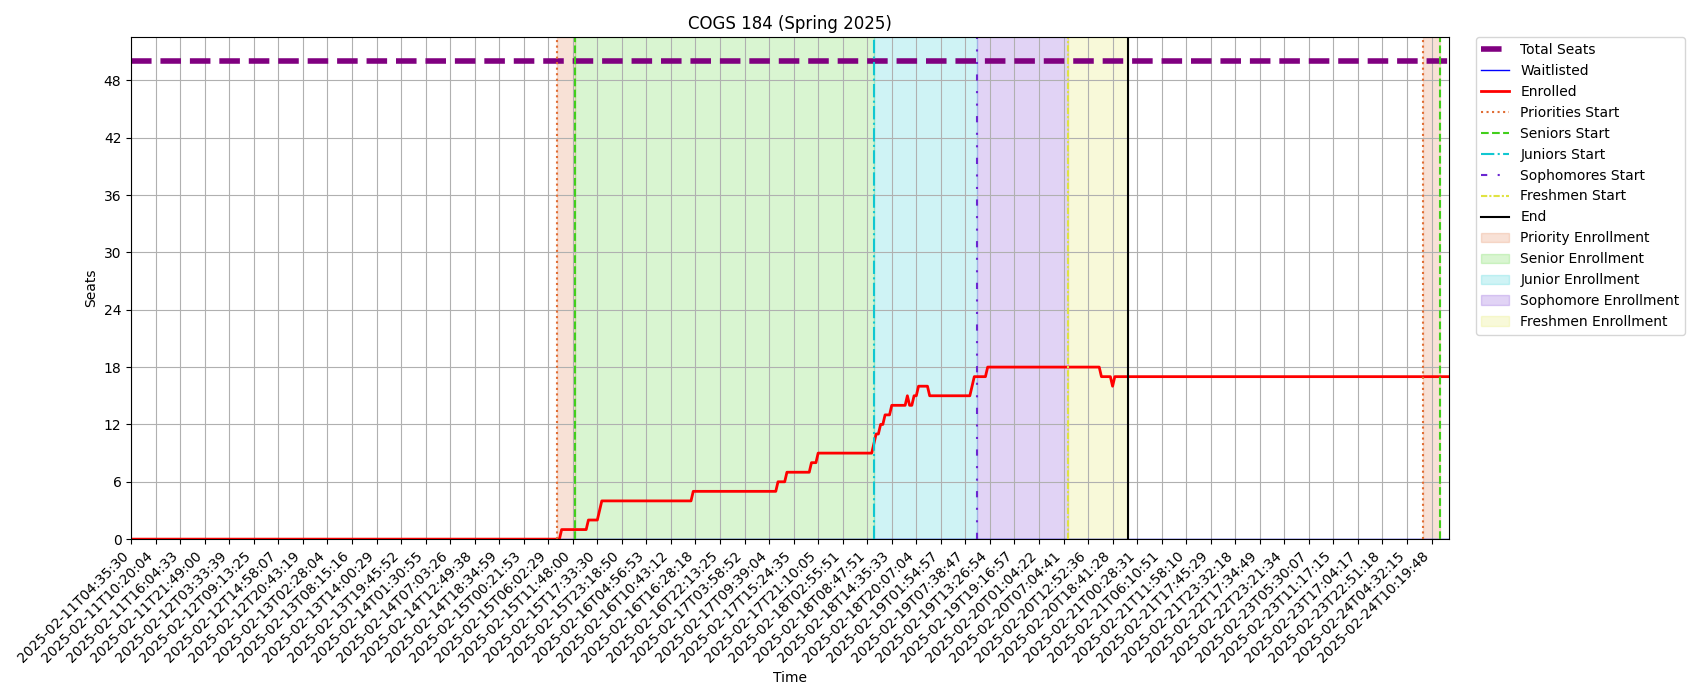 COGS 184 (Spring 2025)
Seats
48
42
36
30
24
18
12
6
0
2025-02-11T04:35:30
2025-02-11T10:20:04
2025-02-11T16:04:33
2025-02-11T21:49:00
2025-02-12T03:33:39
2025-02-12T09:13:25
2025-02-12T14:58:07
2025-02-12T20:43:19
2025-02-13T02:28:04
2025-02-13T08:15:16
2025-02-13T14:00:29
2025-02-13T19:45:52
2025-02-14T01:30:55
2025-02-14T07:03:26
2025-02-14T12:49:38
2025-02-14T18:34:59
2025-02-15T00:21:53
2025-02-15T06:02:29
2025-02-15T11:48:00
2025-02-15T17:33:30
2025-02-15T23:18:50
2025-02-16T04:56:53
2025-02-16T10:43:12
2025-02-16T16:28:18
2025-02-16T22:13:25
2025-02-17T03:58:52
2025-02-17T09:39:04
2025-02-17T15:24:35
2025-02-17T21:10:05
2025-02-18T02:55:51
2025-02-18T08:47:51
2025-02-18T14:35:33
2025-02-18T20:07:04
2025-02-19T01:54:57
2025-02-19T07:38:47
2025-02-19T13:26:54
2025-02-19T19:16:57
2025-02-20T01:04:22
2025-02-20T07:04:41
2025-02-20T12:52:36
2025-02-20T18:41:28
2025-02-21T00:28:31
2025-02-21T06:10:51
2025-02-21T11:58:10
2025-02-21T17:45:29
2025-02-21T23:32:18
2025-02-22T17:34:49
2025-02-22T23:21:34
2025-02-23T05:30:07
2025-02-23T11:17:15
2025-02-23T17:04:17
2025-02-23T22:51:18
2025-02-24T04:32:15
2025-02-24T10:19:48
Time
Total Seats
Waitlisted
Enrolled
Priorities Start
Seniors Start
Juniors Start
Sophomores Start
Freshmen Start
End
Priority Enrollment
Senior Enrollment
Junior Enrollment
Sophomore Enrollment
Freshmen Enrollment